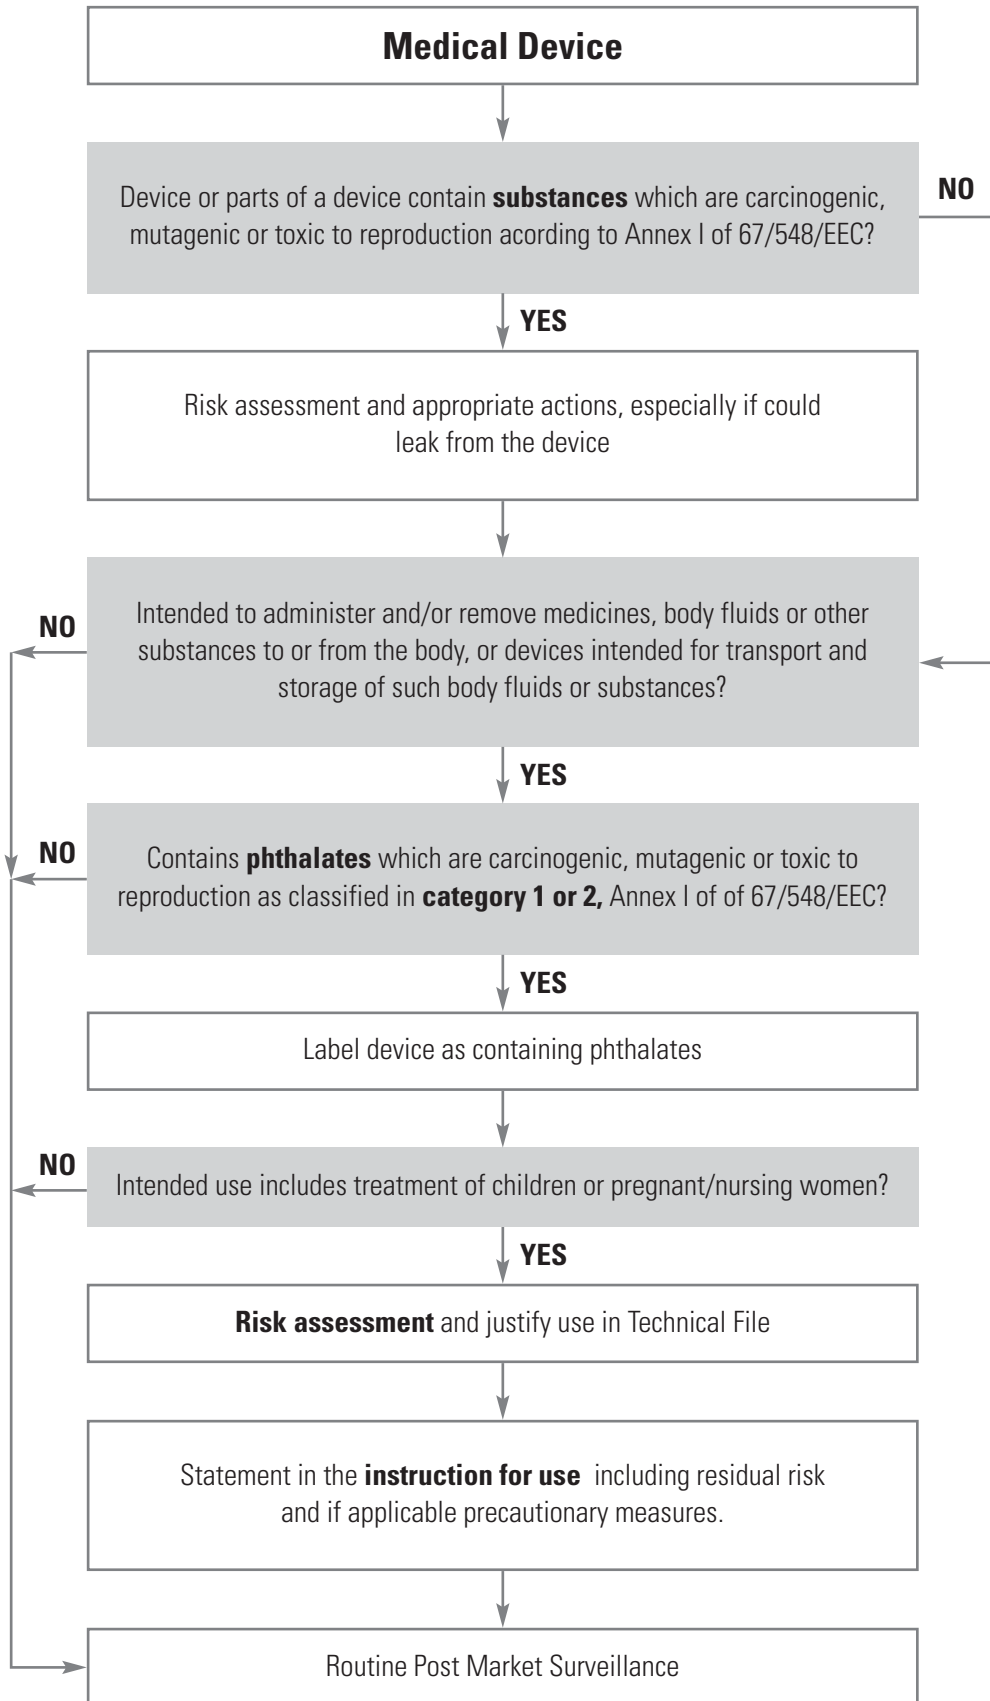 Medical Device
Device or parts of a device contain substances which are carcinogenic,
mutagenic or toxic to reproduction acording to Annex I of 67/548/EEC?
NO
YES
Risk assessment and appropriate actions, especially if could
leak from the device
NO
Intended to administer and/or remove medicines, body fluids or other
substances to or from the body, or devices intended for transport and
storage of such body fluids or substances?
YES
NO
Contains phthalates which are carcinogenic, mutagenic or toxic to
reproduction as classified in category 1 or 2, Annex I of of 67/548/EEC?
YES
Label device as containing phthalates
NO
Intended use includes treatment of children or pregnant/nursing women?
YES
Risk assessment and justify use in Technical File
Statement in the instruction for use including residual risk
and if applicable precautionary measures.
Routine Post Market Surveillance